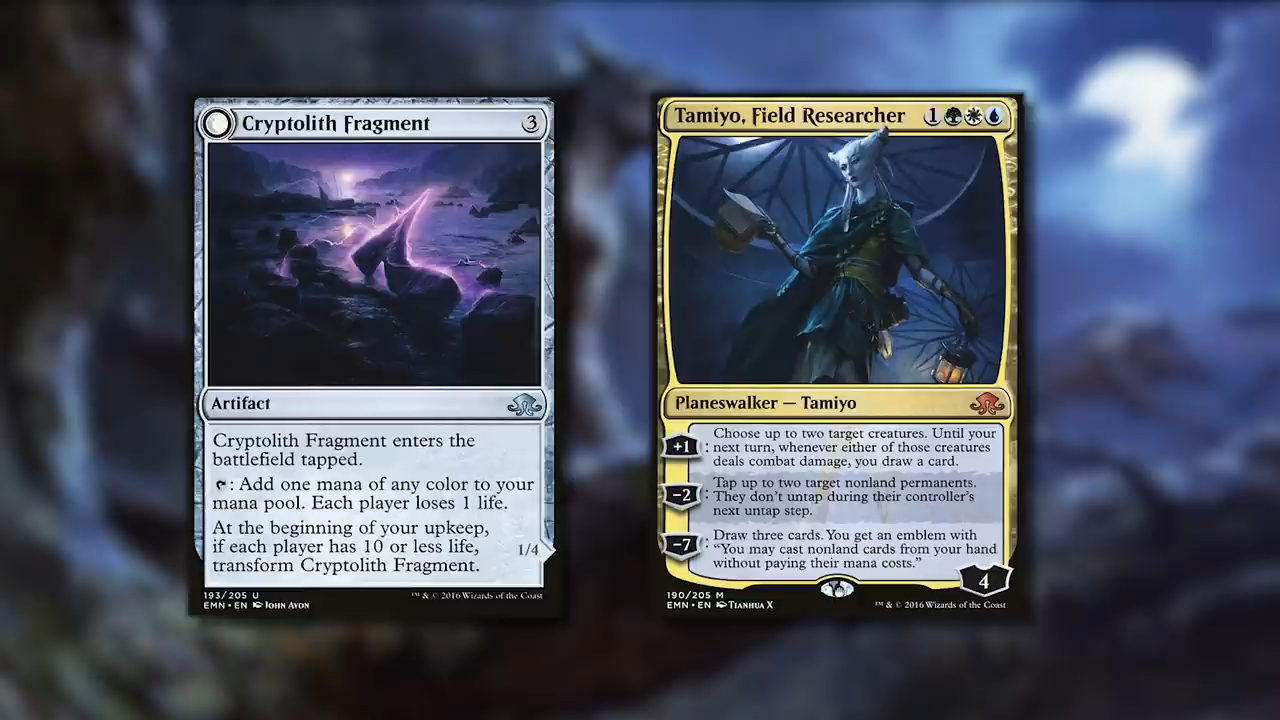 Cryptolith Fragment 3
Artifact
Cryptolith Fragment enters the
battlefield tapped.
: Add one mana of any color to your
mana pool. Each player loses 1 life.
At the beginning of your upkeep,
if each player has 10 or less life,
transform Cryptolith Fragment.
1/4
193/205 U
EMN • EN John Avon
™ & © 2016 Wizards of the Coast
Tamiyo, Field Researcher 1
Planeswalker — Tamiyo
+1 : Choose up to two target creatures. Until your
next turn, whenever either of those creatures
deals combat damage, you draw a card.
-2 : Tap up to two target nonland permanents.
They don't untap during their controller's
next untap step.
-7 : Draw three cards. You get an emblem with
"You may cast nonland cards from your hand
without paying their mana costs."
4
190/205 M
EMN • EN Tianhua X
™ & © 2016 Wizards of the Coast